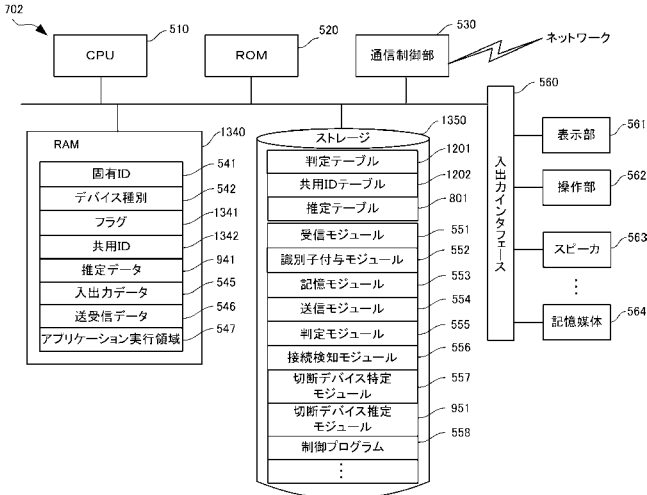 702
510
CPU
520
ROM
530
通信制御部
ネットワーク
560
入出力インタフェース
561
表示部
562
操作部
563
スピーカ
⋮
564
記憶媒体
1340
RAM
固有ID
541
デバイス種別
542
フラグ
1341
共用ID
1342
推定データ
941
入出力データ
545
送受信データ
546
アプリケーション実行領域
547
1350
ストレージ
判定テーブル
1201
共用IDテーブル
1202
推定テーブル
801
受信モジュール
551
識別子付与モジュール
552
記憶モジュール
553
送信モジュール
554
判定モジュール
555
接続検知モジュール
556
切断デバイス特定
モジュール
557
切断デバイス推定
モジュール
951
制御プログラム
558
⋮